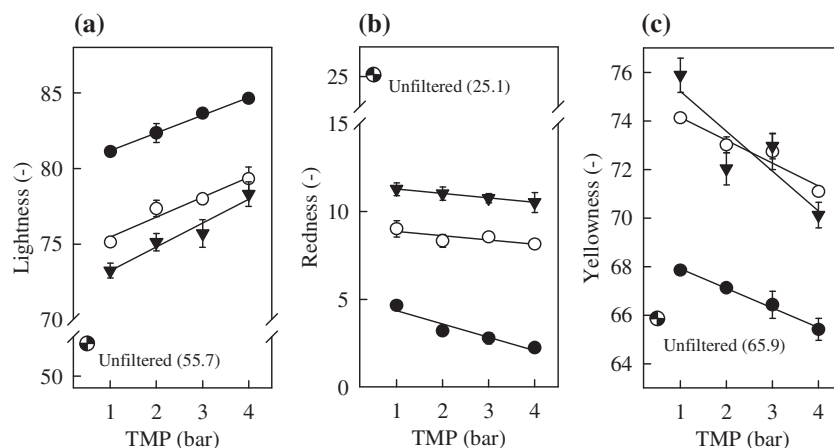 (a)
Lightness (-)
85
80
75
70
50
Unfiltered (55.7)
1 2 3 4
TMP (bar)
(b)
Redness (-)
25
15
10
5
0
Unfiltered (25.1)
1 2 3 4
TMP (bar)
(c)
Yellowness (-)
76
74
72
70
68
66
64
Unfiltered (65.9)
1 2 3 4
TMP (bar)